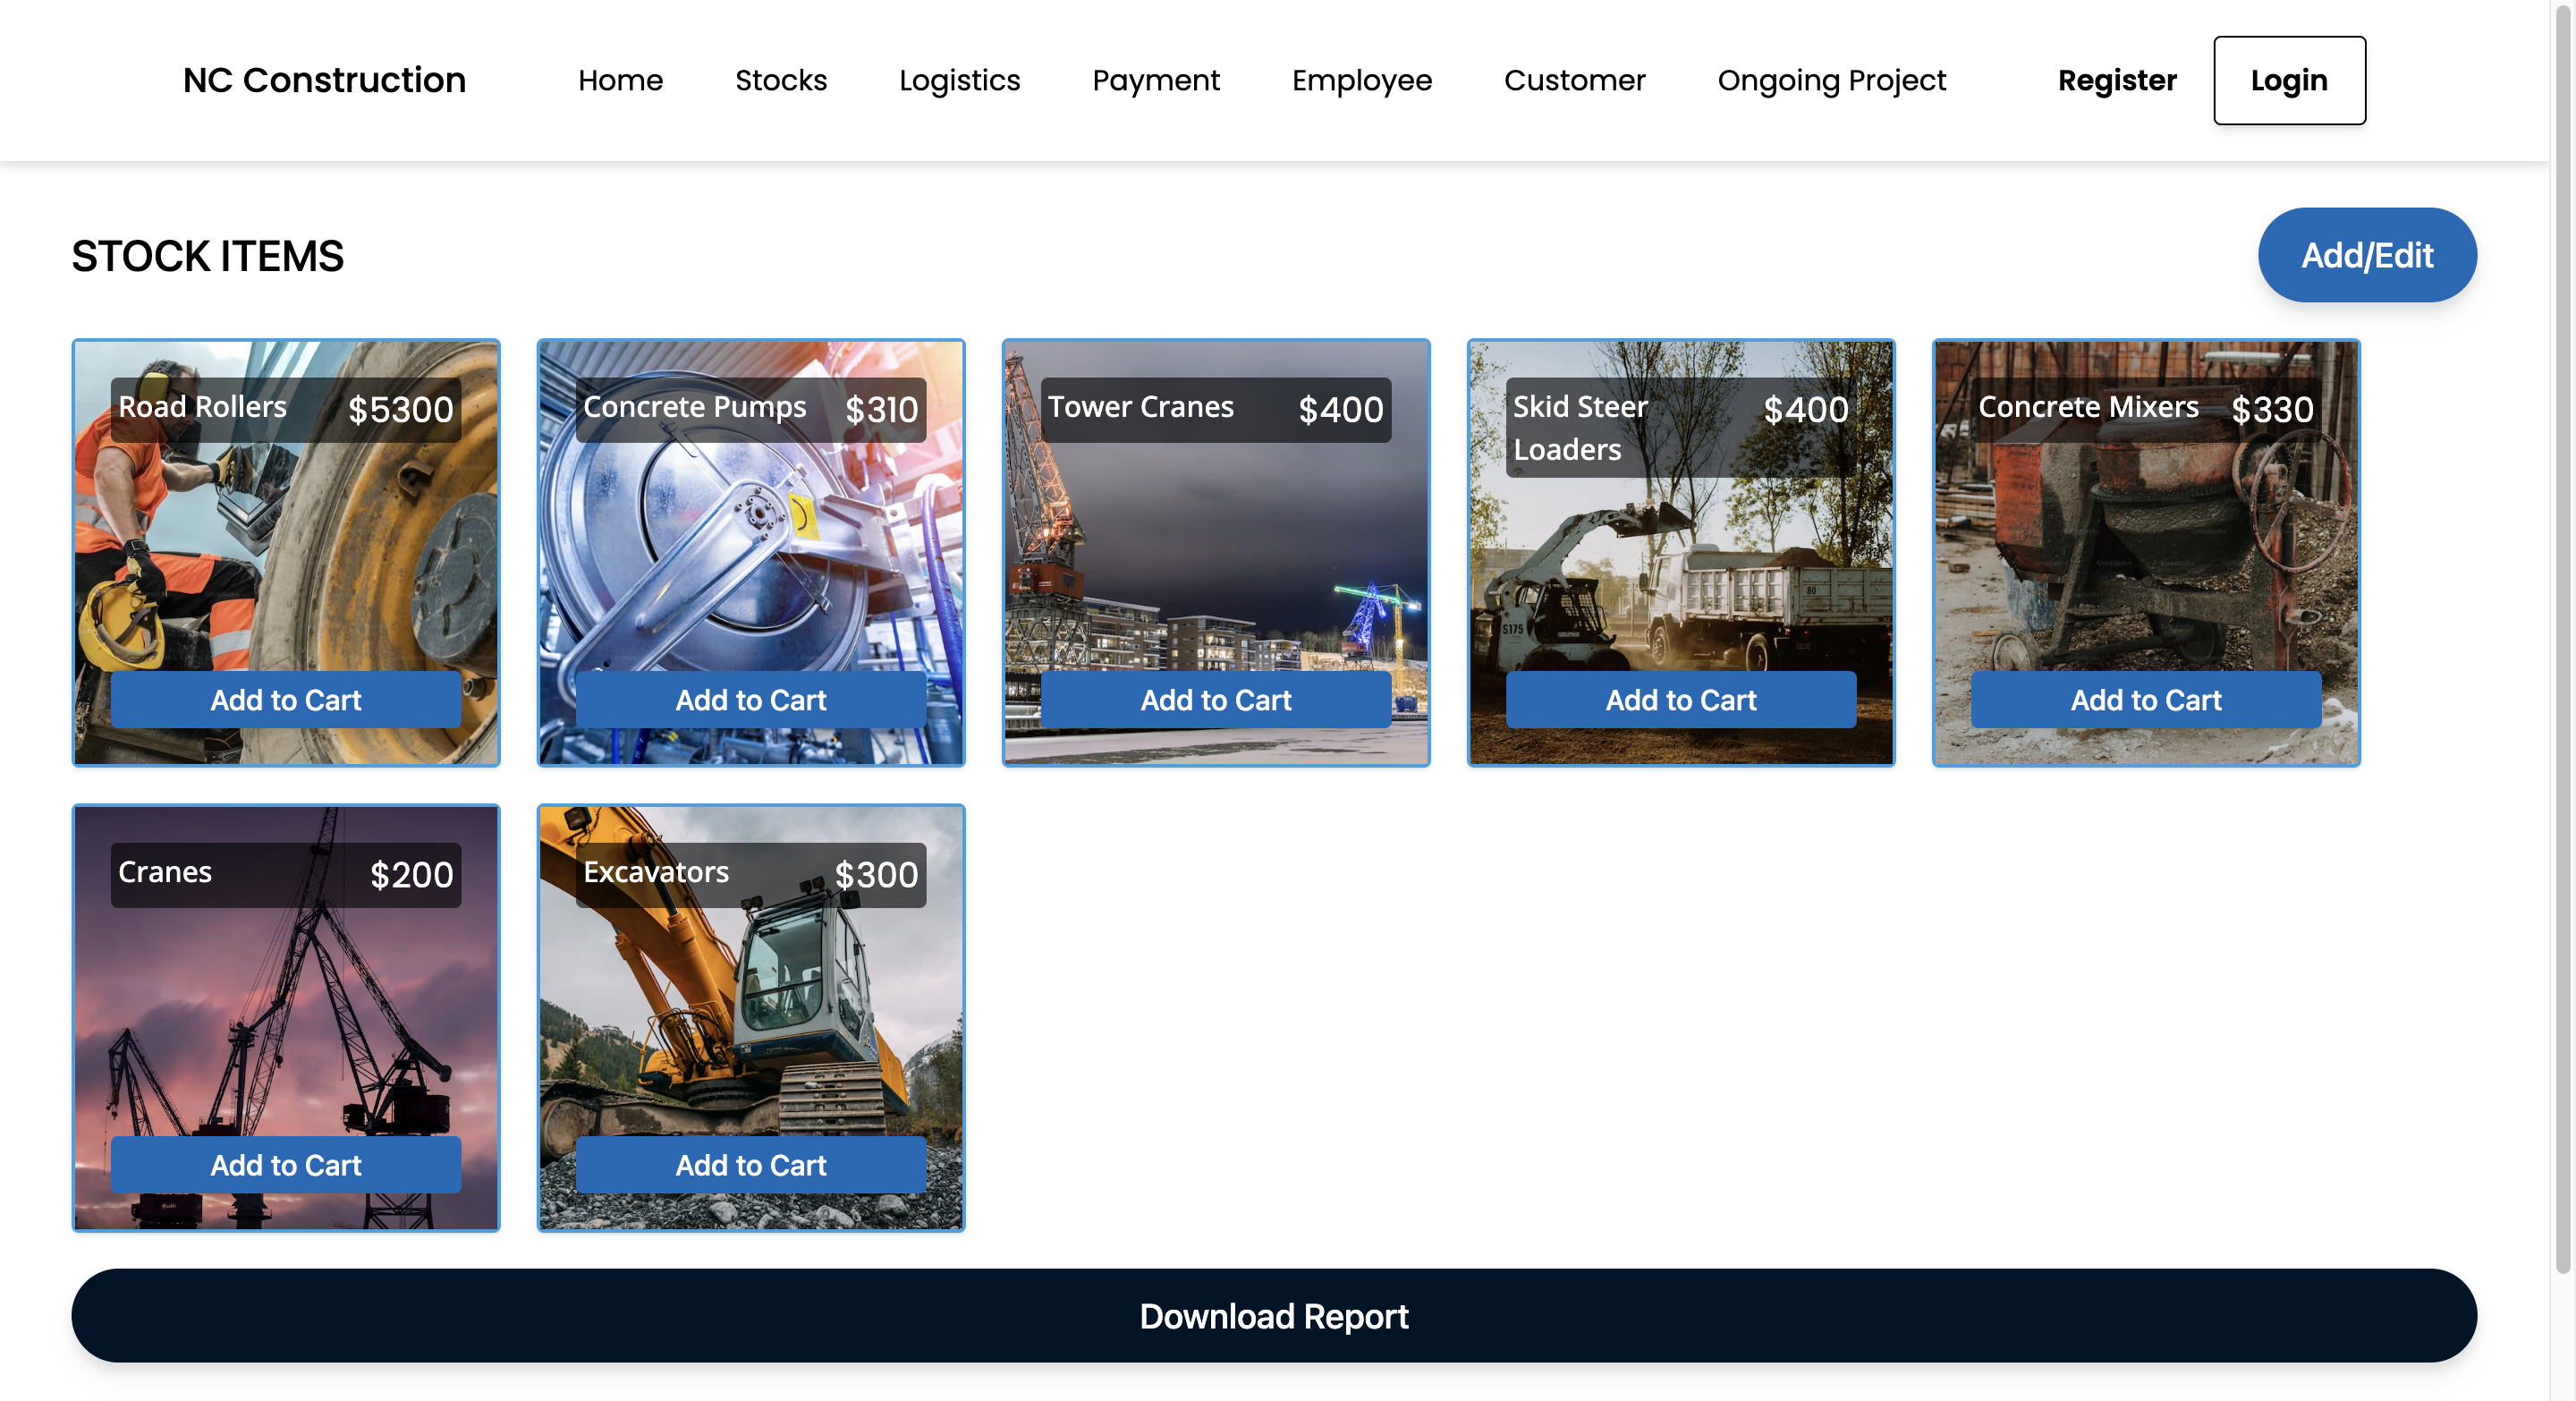 NC Construction Home Stocks Logistics Payment Employee Customer Ongoing Project Register Login
STOCK ITEMS Add/Edit
Road Rollers $5300
Add to Cart
Concrete Pumps $310
Add to Cart
Tower Cranes $400
Add to Cart
Skid Steer $400
Loaders
S175
80
Add to Cart
Concrete Mixers $330
Add to Cart
Cranes $200
Add to Cart
Excavators $300
Add to Cart
Download Report